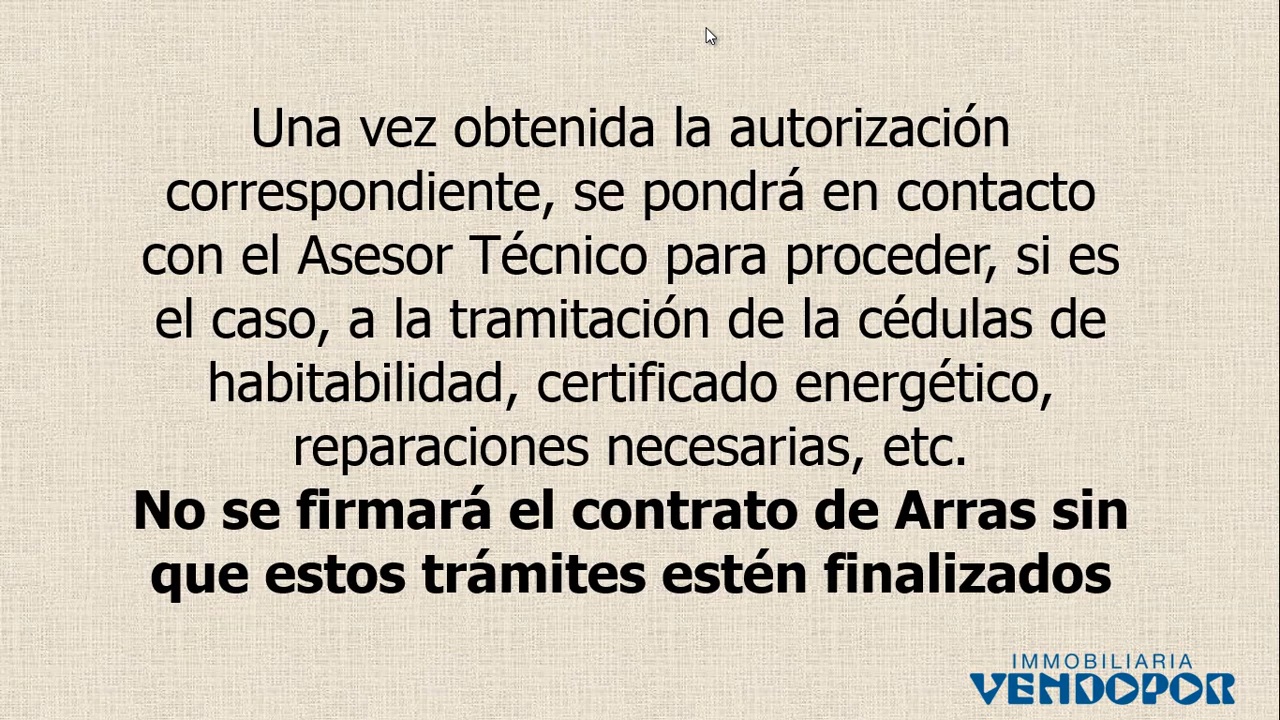 Una vez obtenida la autorización
correspondiente, se pondrá en contacto
con el Asesor Técnico para proceder, si es
el caso, a la tramitación de la cédulas de
habitabilidad, certificado energético,
reparaciones necesarias, etc.
No se firmará el contrato de Arras sin
que estos trámites estén finalizados
IMMOBILIARIA
VENDOPOR